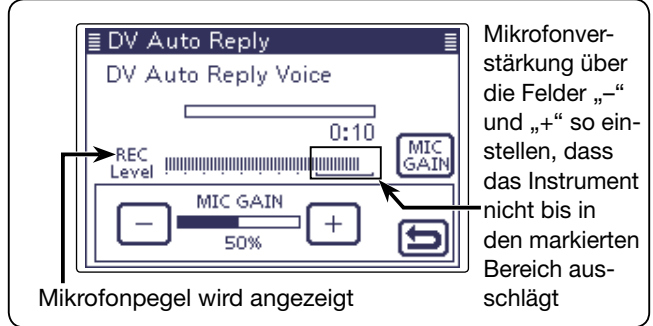 DV Auto Reply
DV Auto Reply Voice
0:10
REC
Level
MIC
GAIN
MIC GAIN
–
+
50%
Mikrofonpegel wird angezeigt
Mikrofonver-
stärkung über
die Felder „–“
und „+“ so ein-
stellen, dass
das Instrument
nicht bis in
den markierten
Bereich aus-
schlägt